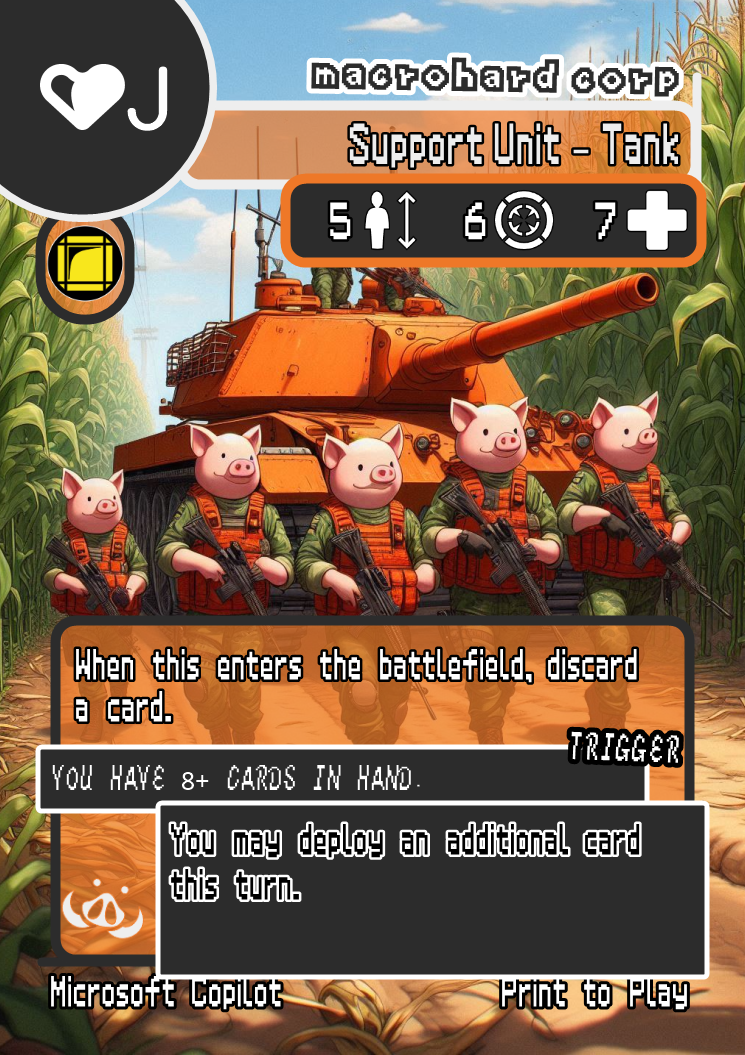 J
macrohard corp
Support Unit - Tank
5 6 7
When this enters the battlefield, discard
a card.
TRIGGER
YOU HAVE 8+ CARDS IN HAND.
You may deploy an additional card
this turn.
Microsoft Copilot Print to Play